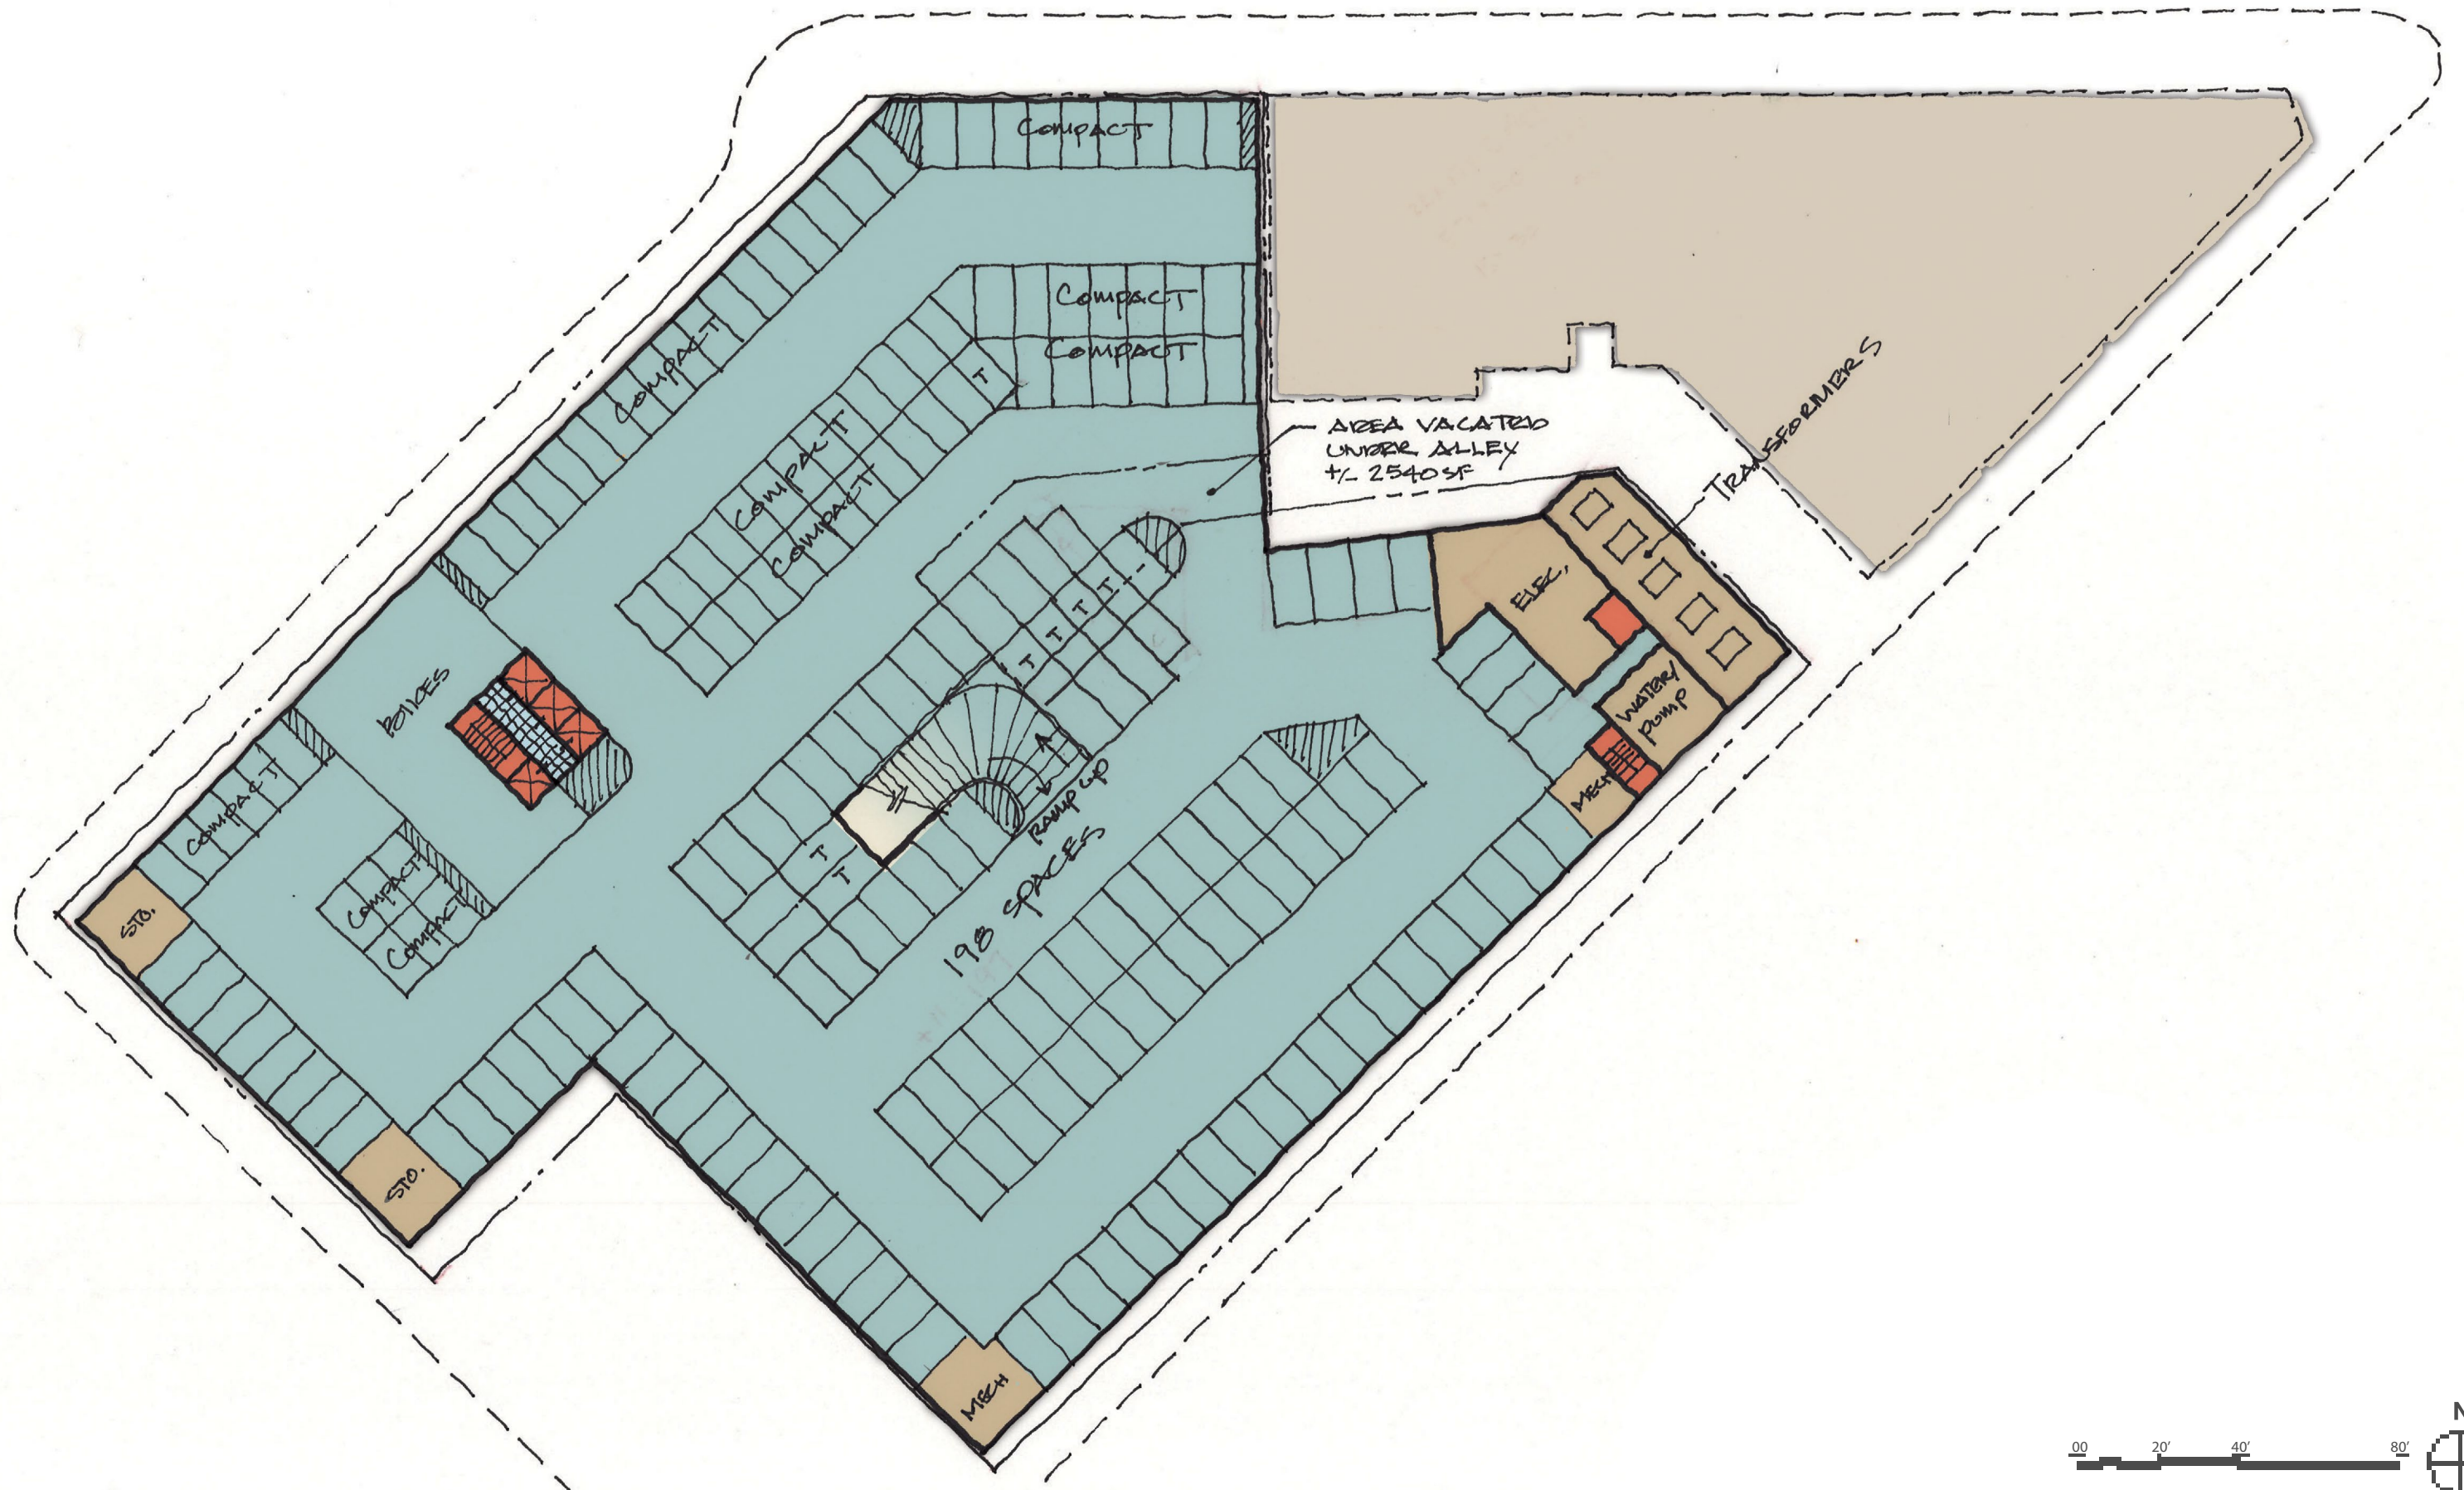 COMPACT
COMPACT
COMPACT
COMPACT
T
AREA VACATED
UNDER ALLEY
+/- 2540 SF
TRANSFORMERS
COMPACT
COMPACT
ELEC.
T
T
T
T
BIKES
WATER/
PUMP
COMPACT
MECH
RAMP UP
T
T
198 SPACES
COMPACT
COMPACT
STO.
STO.
MECH
00 20' 40' 80'
N